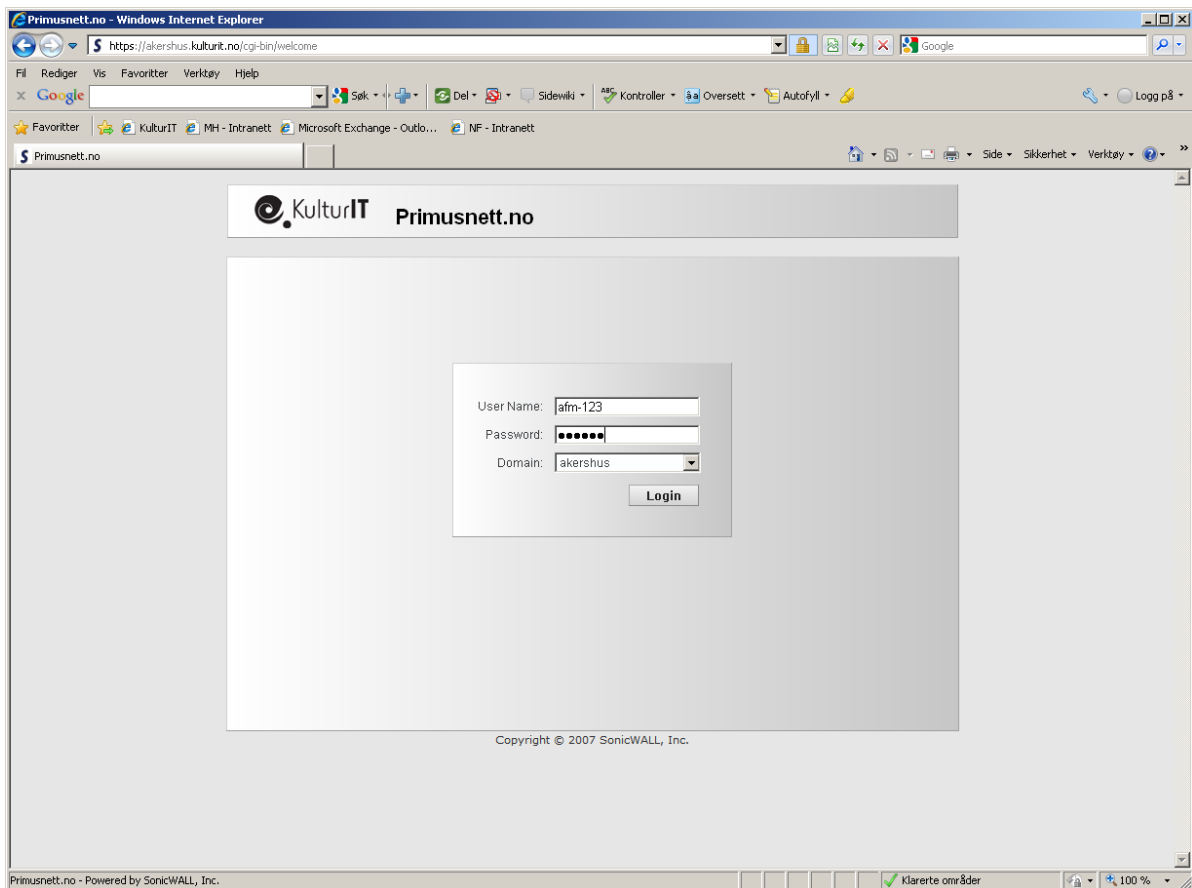 Primusnett.no - Windows Internet Explorer
https://akershus.kulturit.no/cgi-bin/welcome
Google
Fil Rediger Vis Favoritter Verktøy Hjelp
Google Søk Del Sidewiki ABC Kontroller Oversett Autofyll Logg på
Favoritter KulturIT MH - Intranett Microsoft Exchange - Outlo... NF - Intranett
Primusnett.no Side Sikkerhet Verktøy
KulturIT Primusnett.no
User Name: afm-123
Password: ●●●●●●
Domain: akershus
Login
Copyright © 2007 SonicWALL, Inc.
Primusnett.no - Powered by SonicWALL, Inc. Klarerte områder 100 %